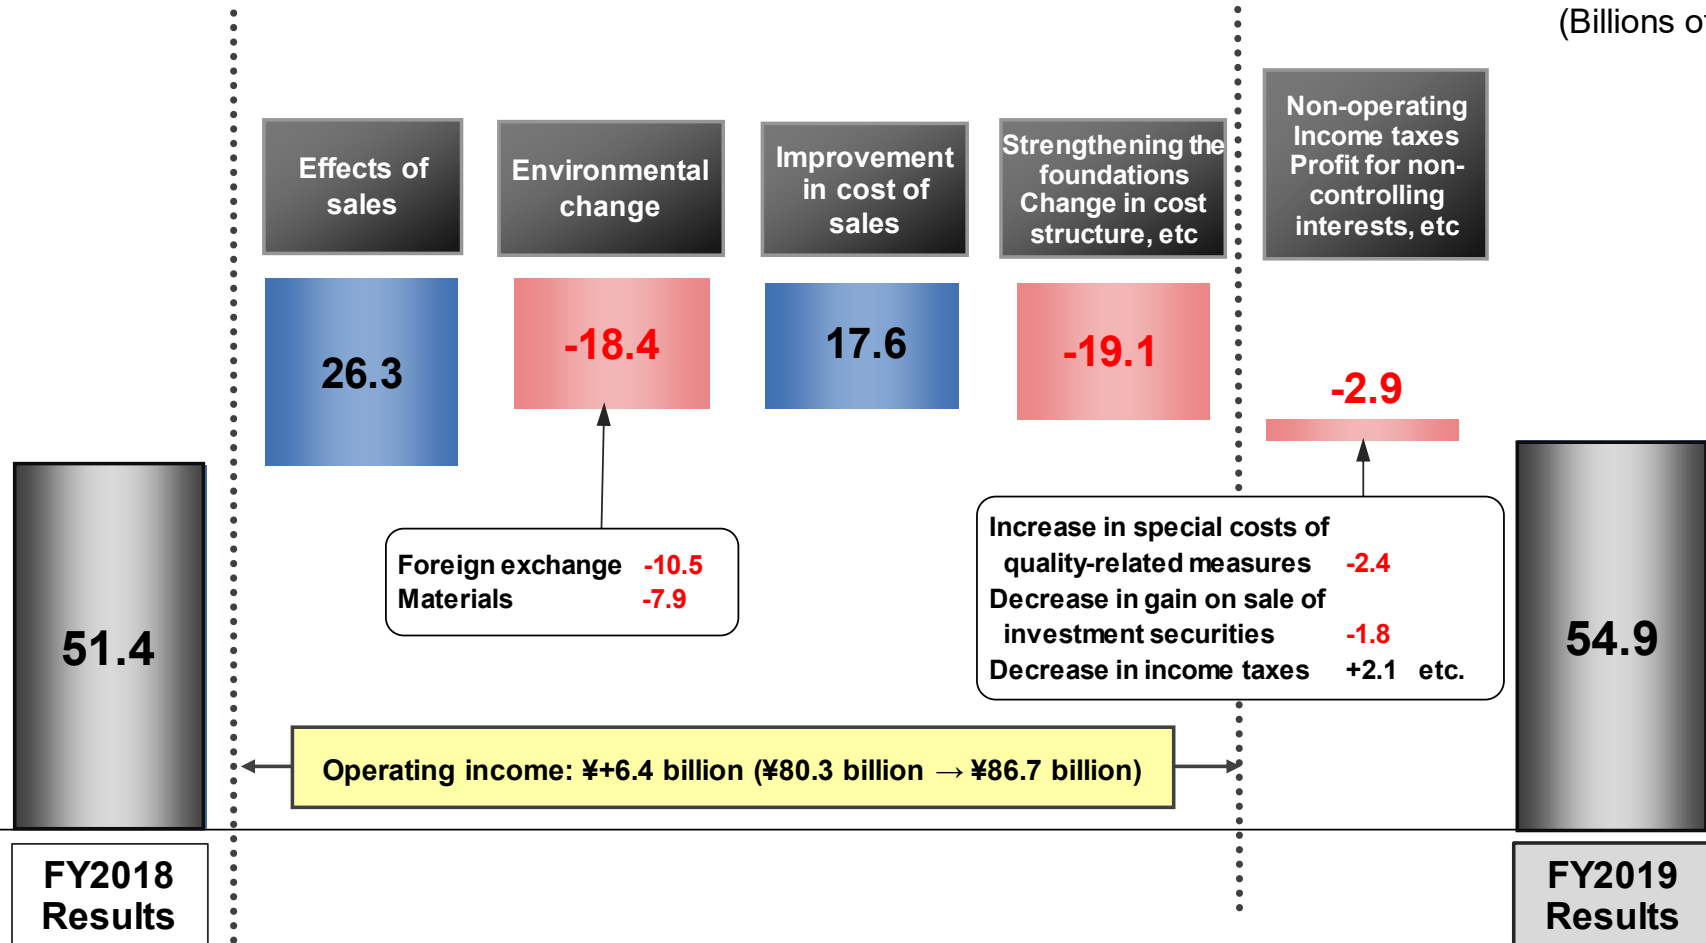 (Billions of
Effects of
sales
Environmental
change
Improvement
in cost of
sales
Strengthening the
foundations
Change in cost
structure, etc
Non-operating
Income taxes
Profit for non-
controlling
interests, etc
26.3
-18.4
17.6
-19.1
-2.9
Foreign exchange -10.5
Materials -7.9
Increase in special costs of
quality-related measures -2.4
Decrease in gain on sale of
investment securities -1.8
Decrease in income taxes +2.1 etc.
51.4
54.9
Operating income: ¥+6.4 billion (¥80.3 billion → ¥86.7 billion)
FY2018
Results
FY2019
Results